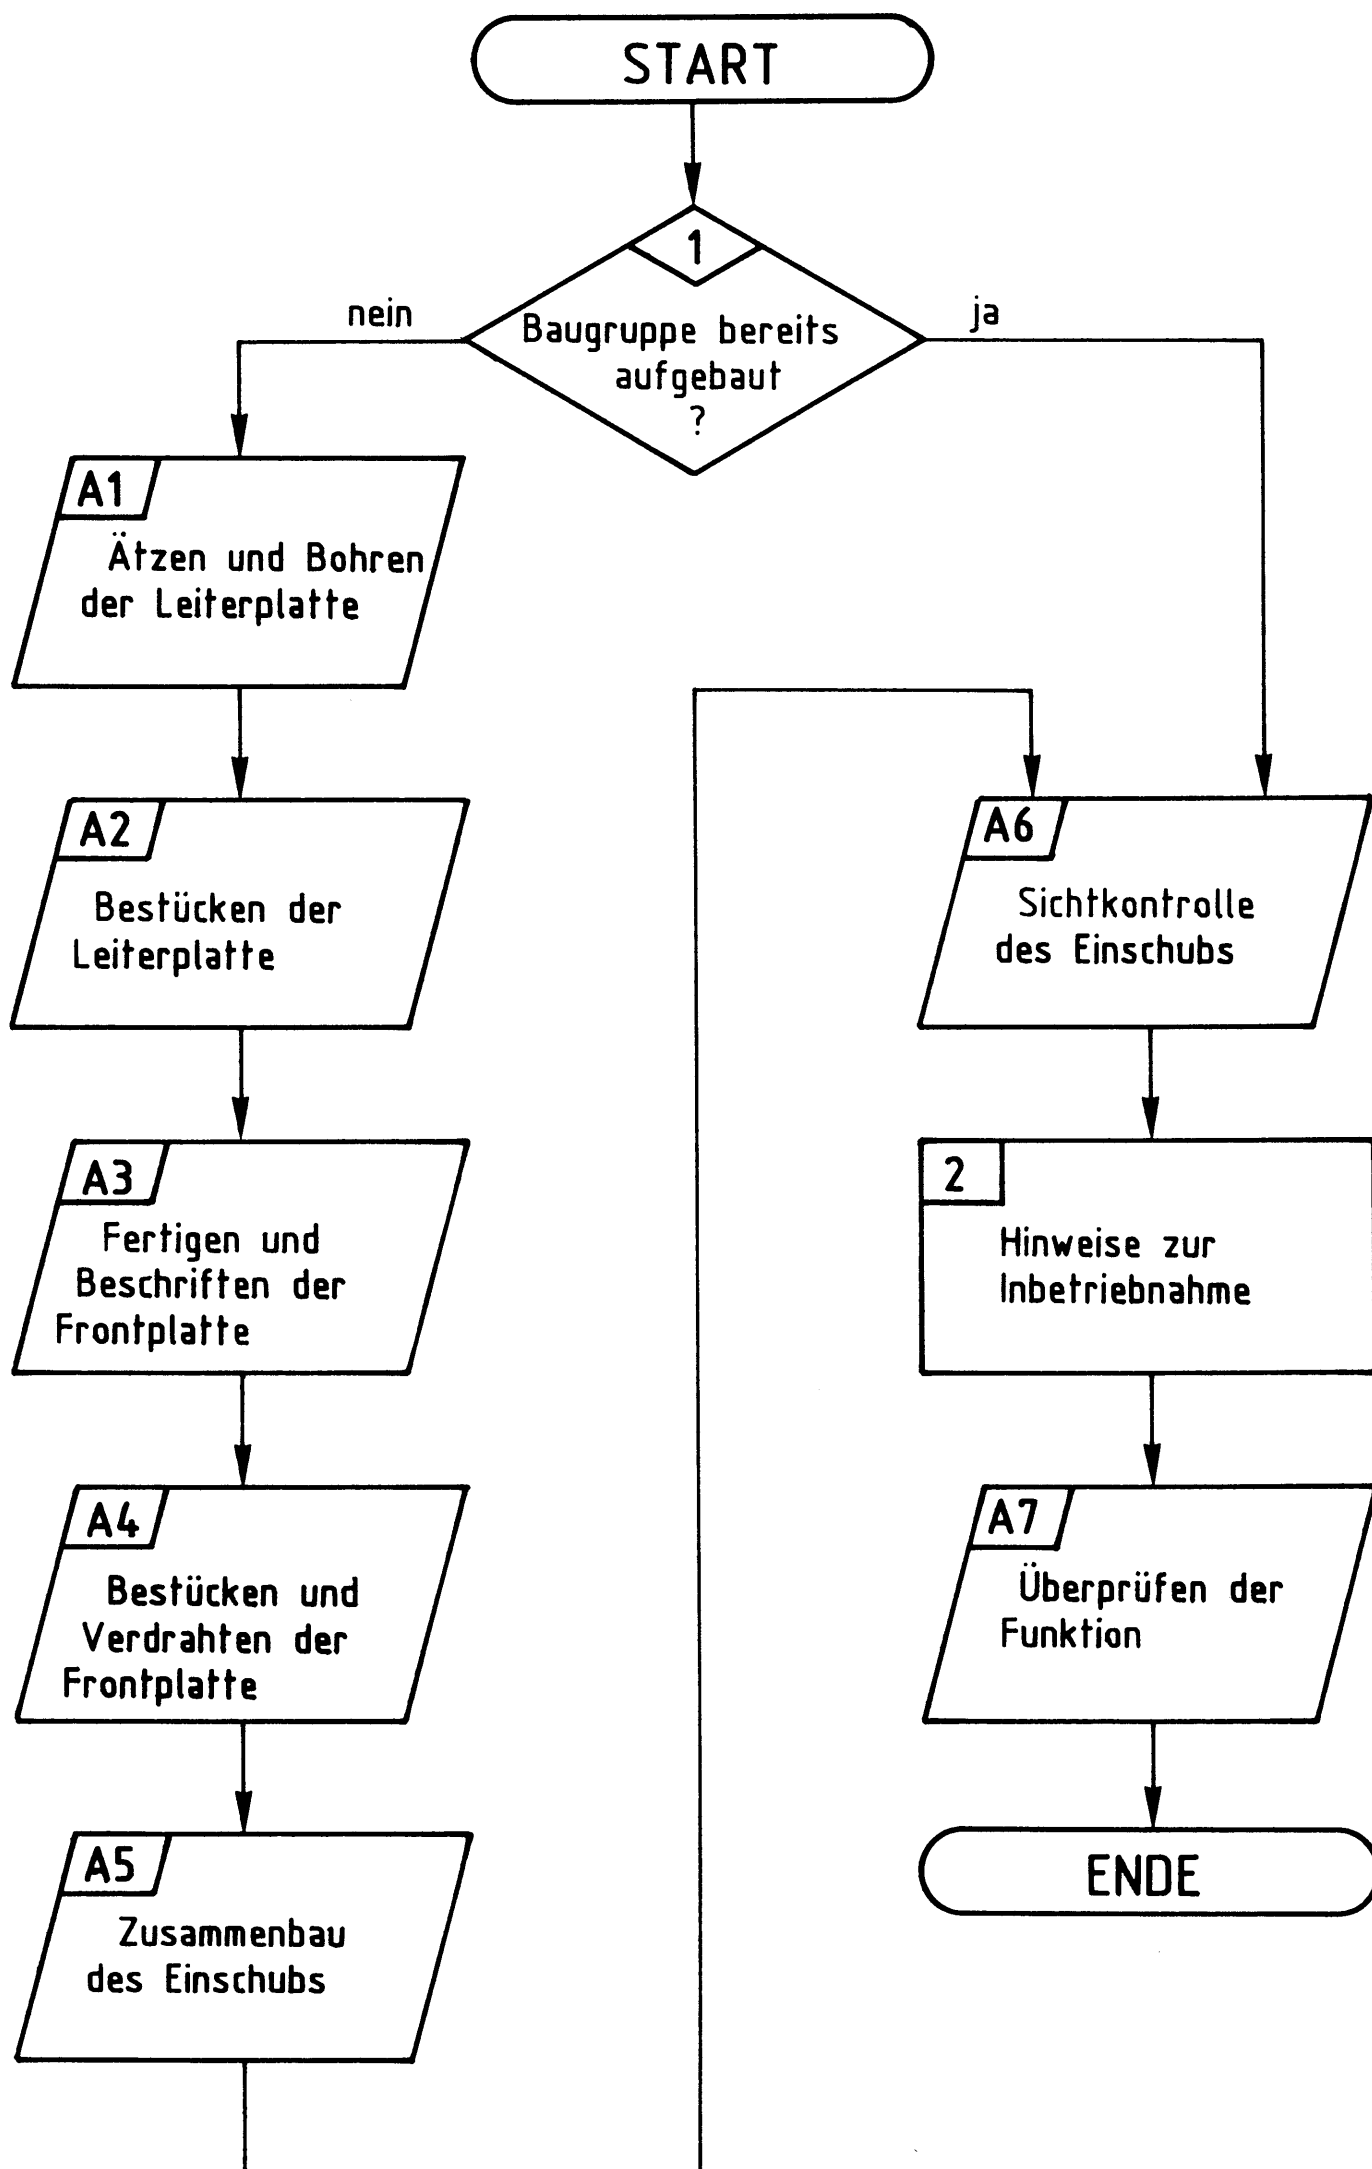 START
1
Baugruppe bereits
aufgebaut
?
nein
ja
A1
Ätzen und Bohren
der Leiterplatte
A2
Bestücken der
Leiterplatte
A3
Fertigen und
Beschriften der
Frontplatte
A4
Bestücken und
Verdrahten der
Frontplatte
A5
Zusammenbau
des Einschubs
A6
Sichtkontrolle
des Einschubs
2
Hinweise zur
Inbetriebnahme
A7
Überprüfen der
Funktion
ENDE